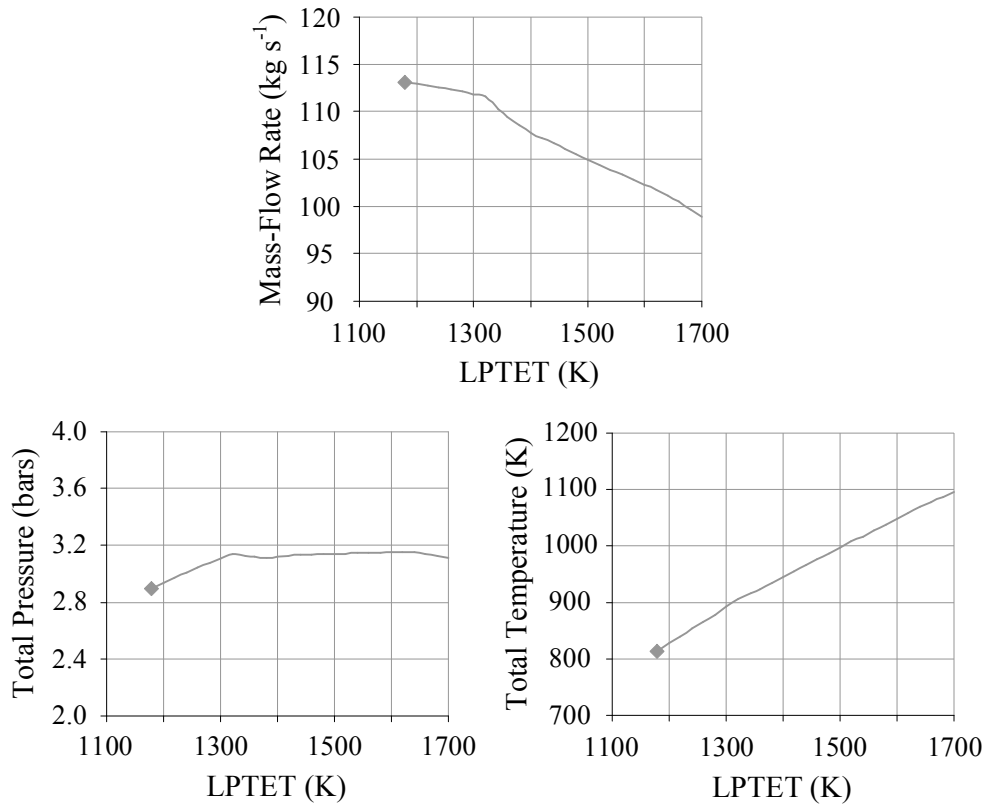 Mass-Flow Rate (kg s⁻¹)
120
115
110
105
100
95
90
1100 1300 1500 1700
LPTET (K)
Total Pressure (bars)
4.0
3.6
3.2
2.8
2.4
2.0
1100 1300 1500 1700
LPTET (K)
Total Temperature (K)
1200
1100
1000
900
800
700
1100 1300 1500 1700
LPTET (K)